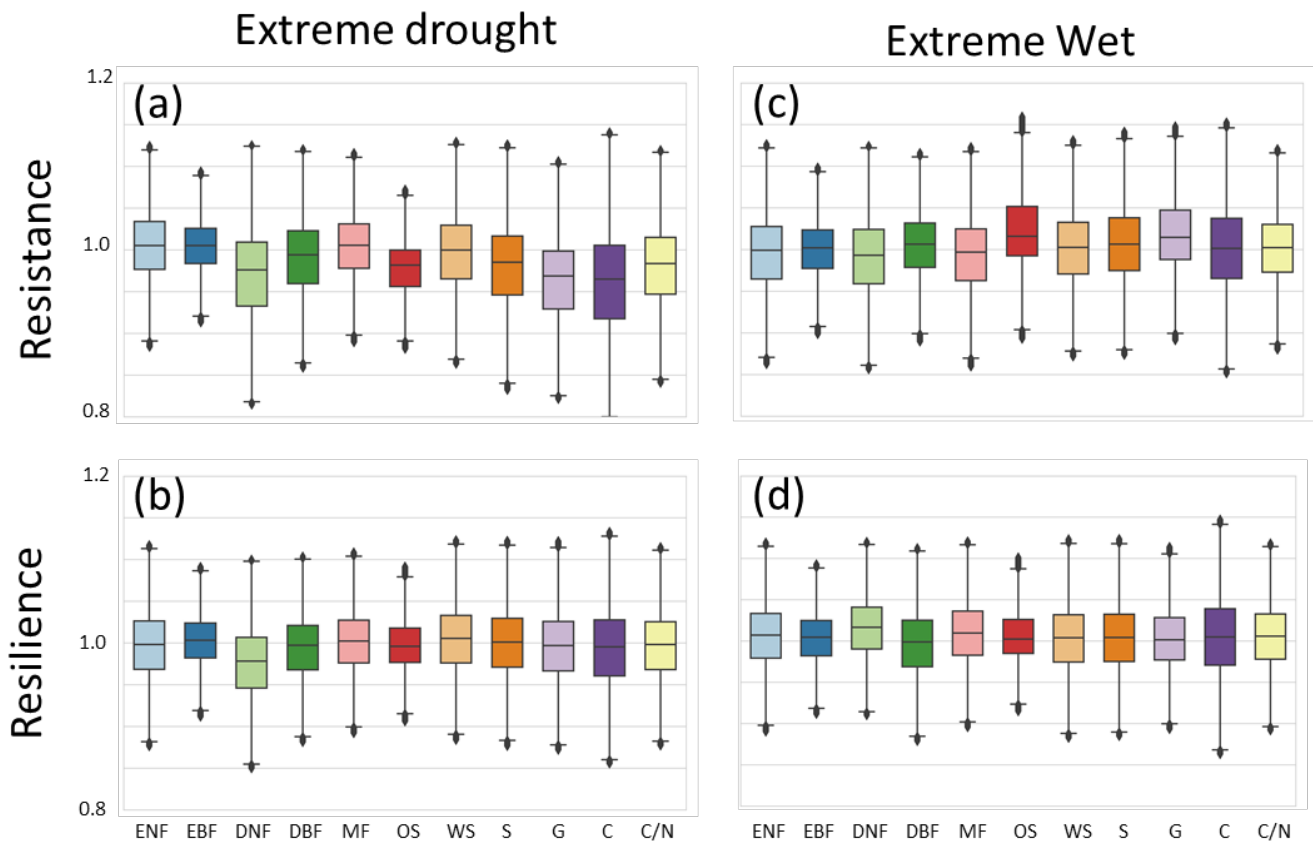 Extreme drought
Extreme Wet
1.2
(a)
(c)
Resistance
1.0
0.8
1.2
(b)
(d)
Resilience
1.0
0.8
ENF EBF DNF DBF MF OS WS S G C C/N
ENF EBF DNF DBF MF OS WS S G C C/N